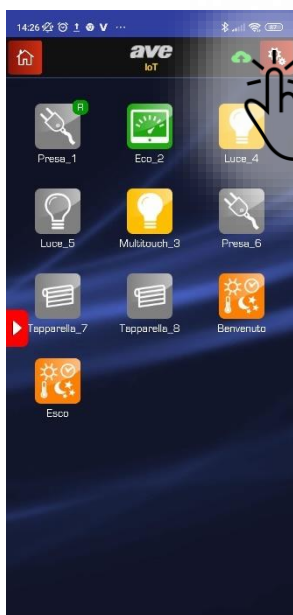 14:26
ave
IoT
A
Presa_1
Eco_2
Luce_4
Luce_5
Multitouch_3
Presa_6
Tapparella_7
Tapparella_8
Benvenuto
Esco